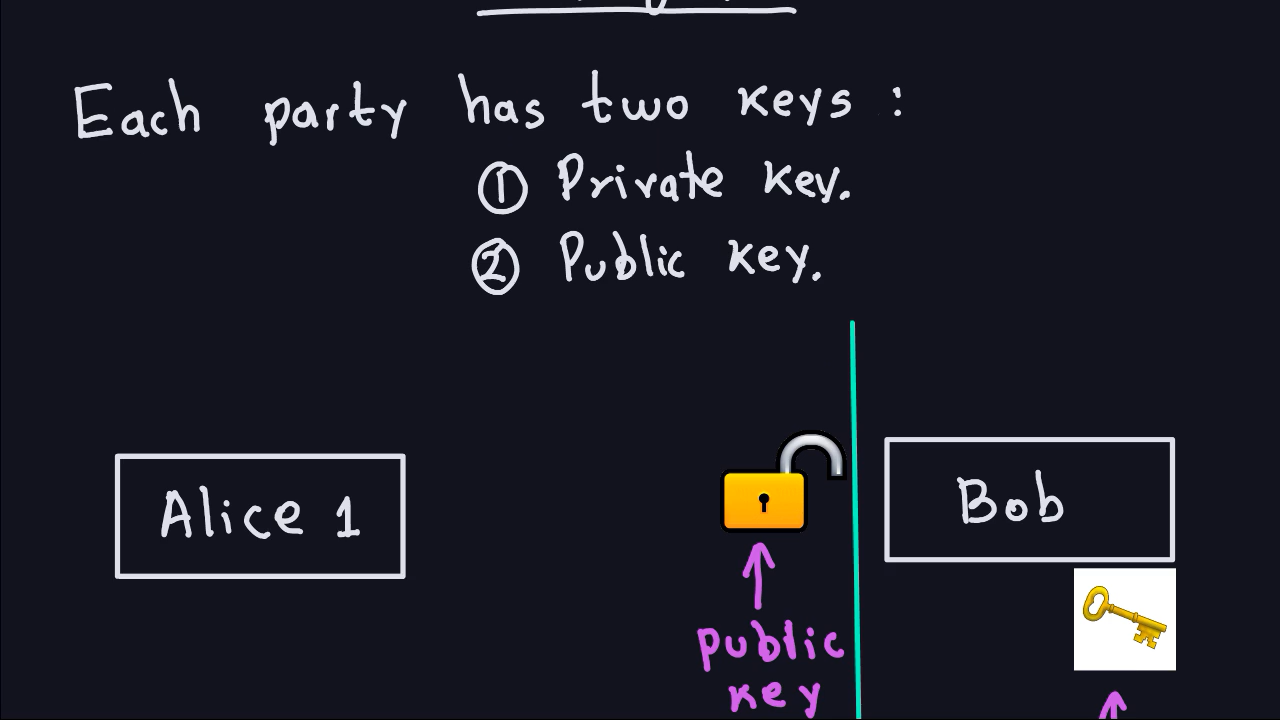 Each party has two keys :
① Private key.
② Public key.
Alice 1
Bob
public
key